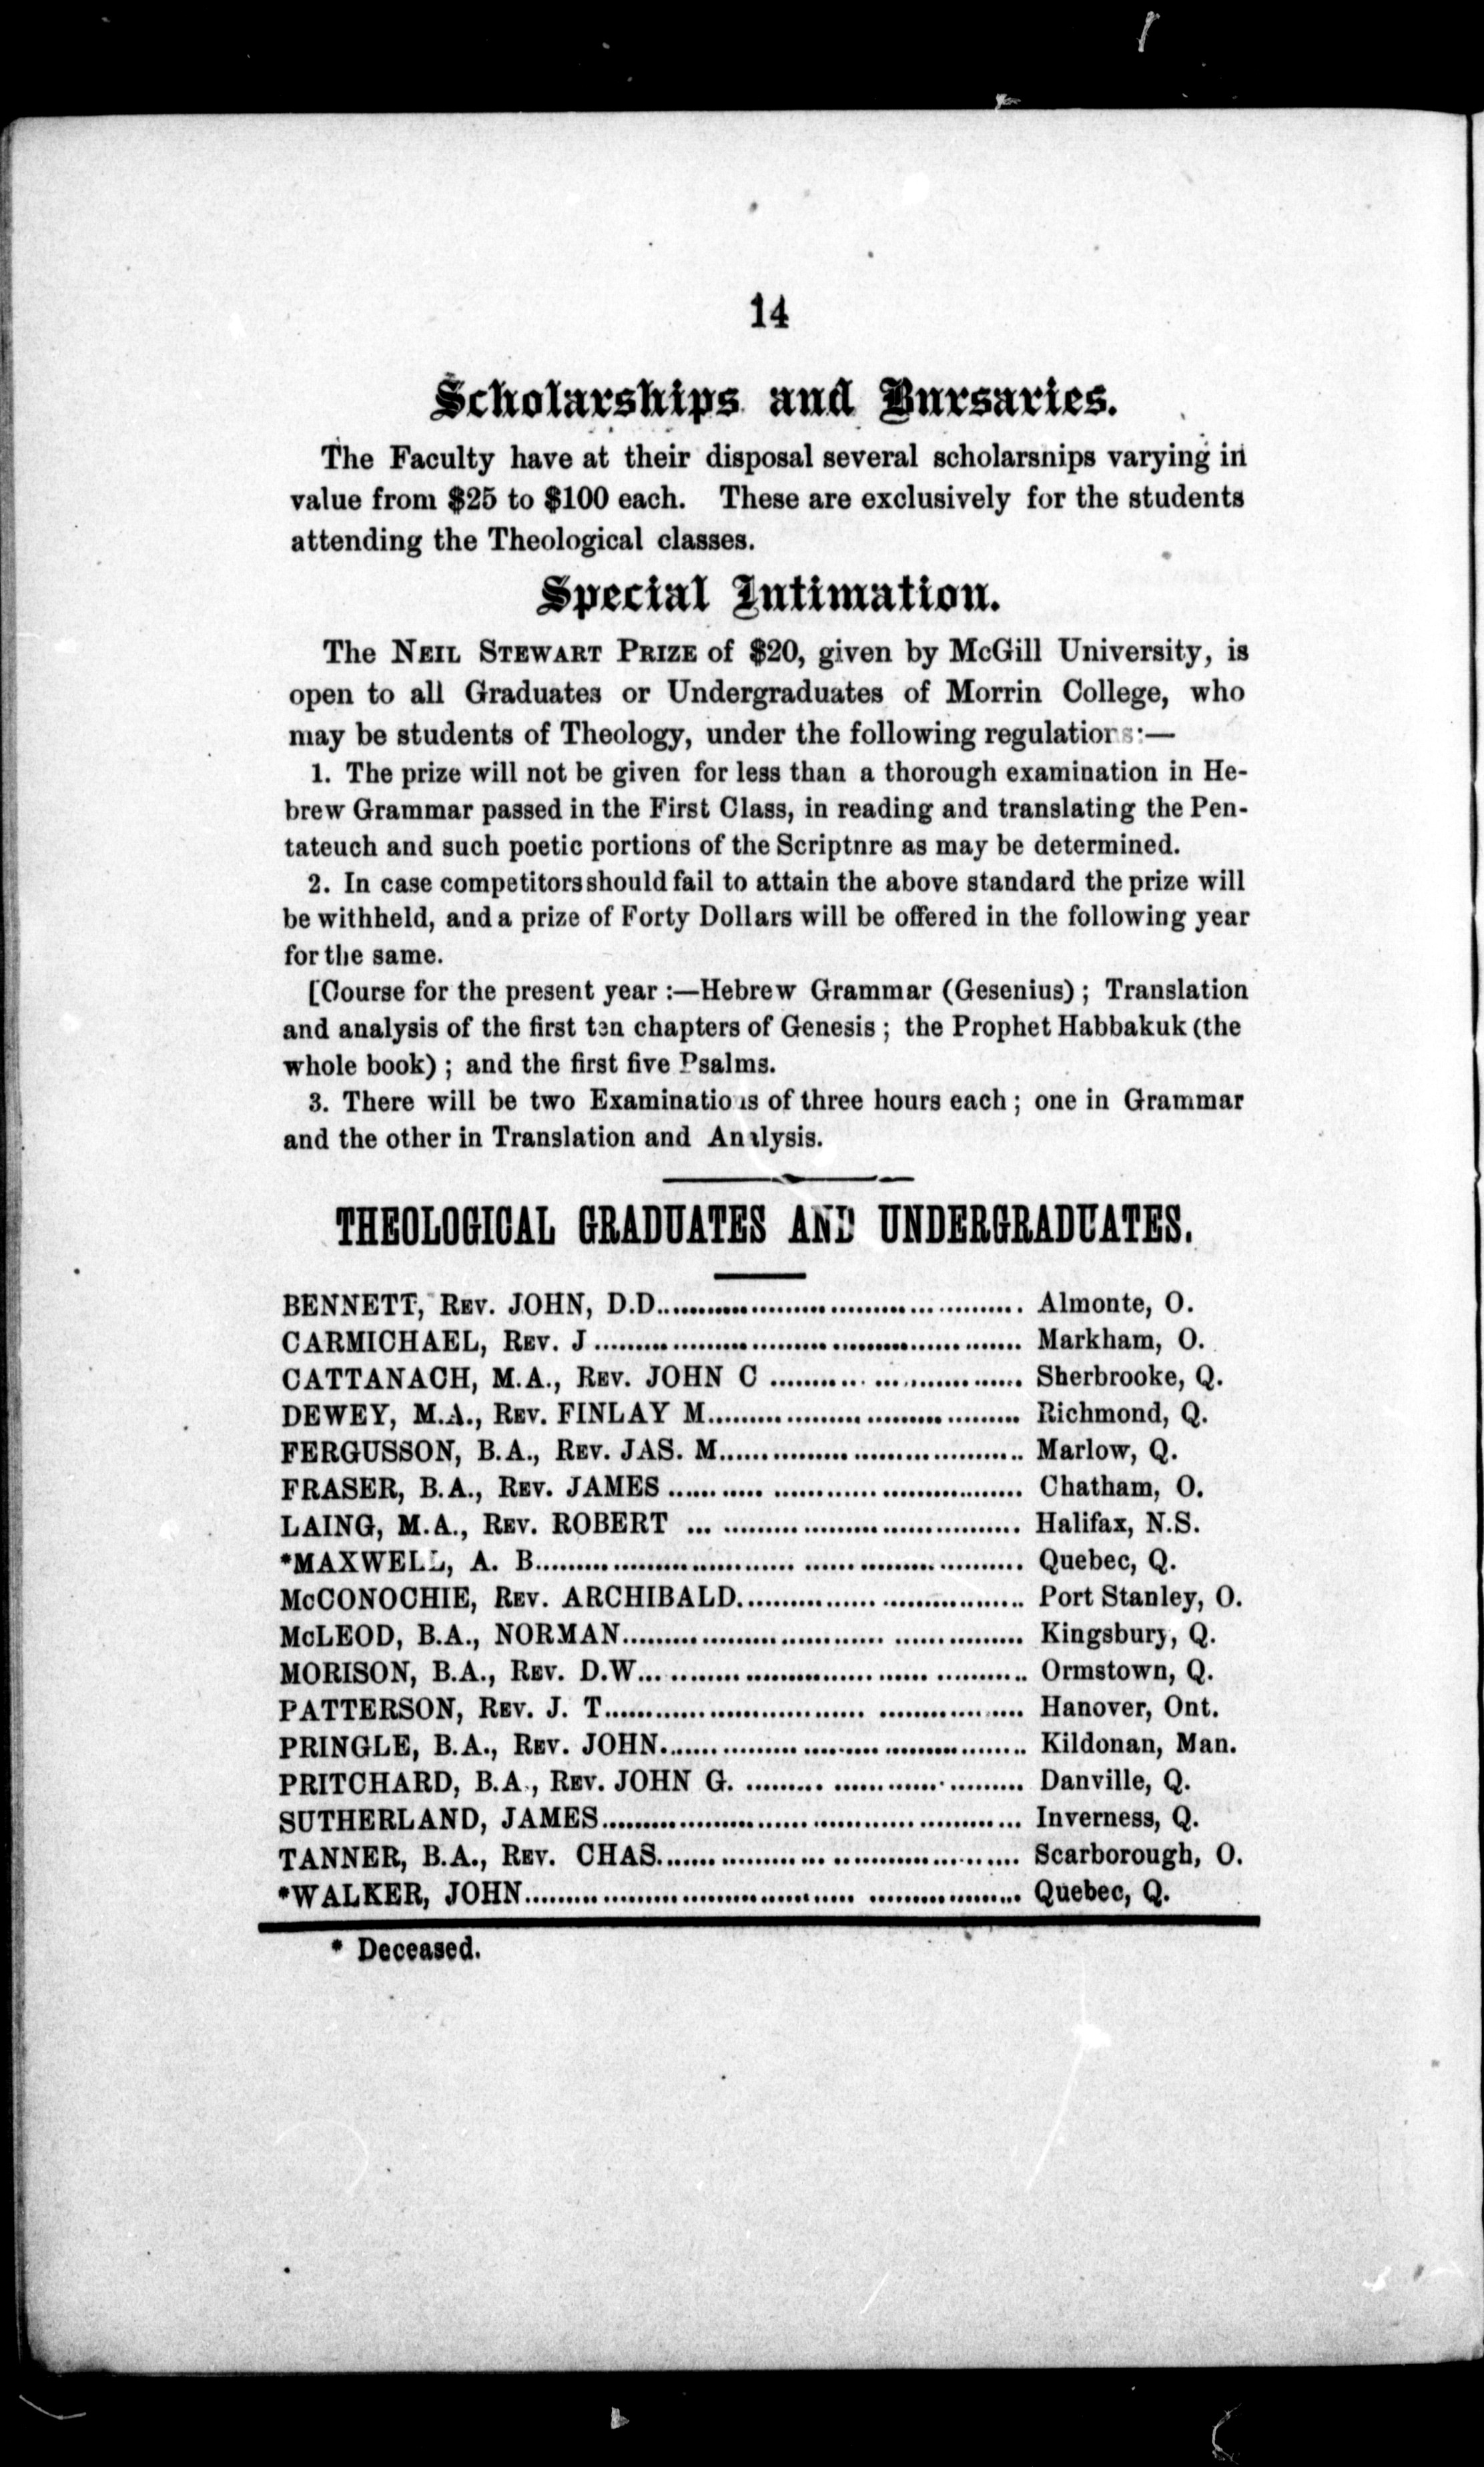 14
Scholarships and Bursaries.
The Faculty have at their disposal several scholarsnips varying in
value from $25 to $100 each. These are exclusively for the students
attending the Theological classes.
Special Intimation.
The NEIL STEWART PRIZE of $20, given by McGill University, is
open to all Graduates or Undergraduates of Morrin College, who
may be students of Theology, under the following regulations:—
1. The prize will not be given for less than a thorough examination in He-
brew Grammar passed in the First Class, in reading and translating the Pen-
tateuch and such poetic portions of the Scriptnre as may be determined.
2. In case competitors should fail to attain the above standard the prize will
be withheld, and a prize of Forty Dollars will be offered in the following year
for the same.
[Course for the present year :—Hebrew Grammar (Gesenius) ; Translation
and analysis of the first ten chapters of Genesis ; the Prophet Habbakuk (the
whole book) ; and the first five Psalms.
3. There will be two Examinations of three hours each ; one in Grammar
and the other in Translation and Analysis.
THEOLOGICAL GRADUATES AND UNDERGRADUATES.
BENNETT, REV. JOHN, D.D. Almonte, O.
CARMICHAEL, REV. J Markham, O.
CATTANACH, M.A., REV. JOHN C Sherbrooke, Q.
DEWEY, M.A., REV. FINLAY M. Richmond, Q.
FERGUSSON, B.A., REV. JAS. M. Marlow, Q.
FRASER, B.A., REV. JAMES Chatham, O.
LAING, M.A., REV. ROBERT Halifax, N.S.
*MAXWELL, A. B. Quebec, Q.
McCONOCHIE, REV. ARCHIBALD. Port Stanley, O.
McLEOD, B.A., NORMAN. Kingsbury, Q.
MORISON, B.A., REV. D.W. Ormstown, Q.
PATTERSON, REV. J. T. Hanover, Ont.
PRINGLE, B.A., REV. JOHN. Kildonan, Man.
PRITCHARD, B.A., REV. JOHN G. Danville, Q.
SUTHERLAND, JAMES. Inverness, Q.
TANNER, B.A., REV. CHAS. Scarborough, O.
*WALKER, JOHN. Quebec, Q.
* Deceased.